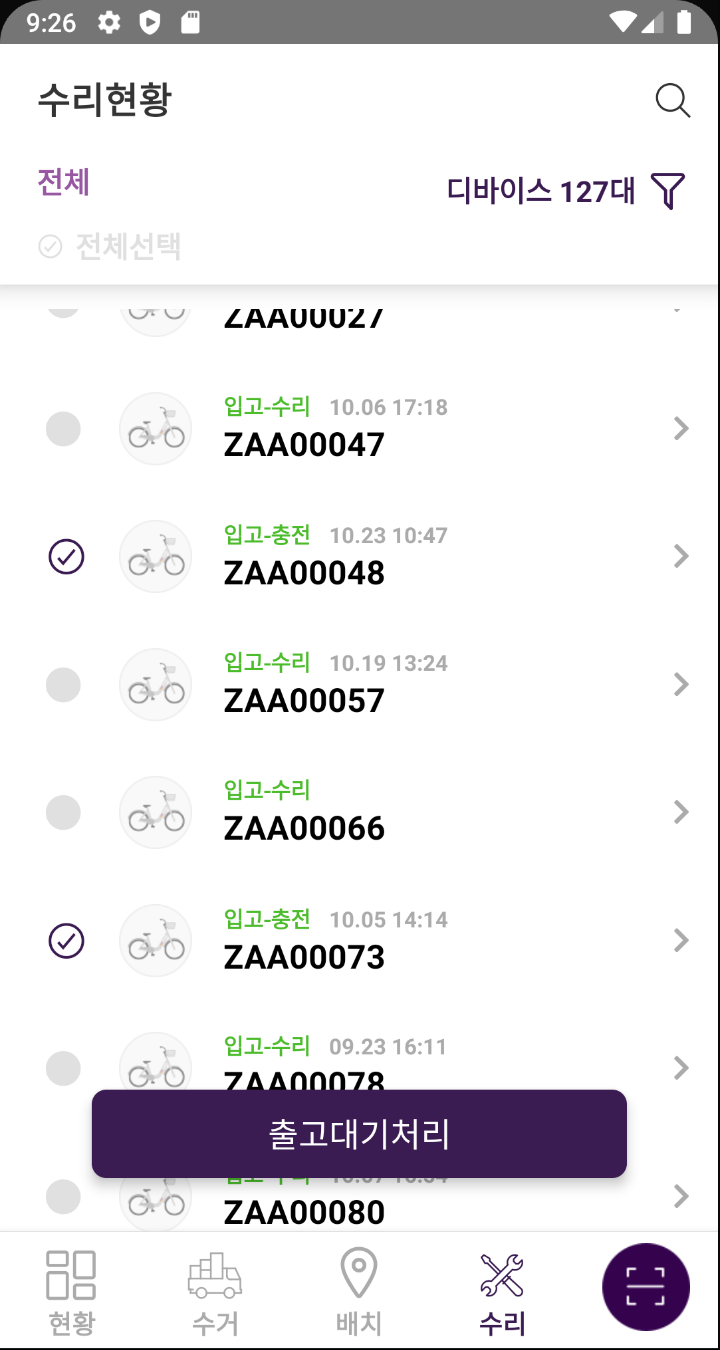 9:26
수리현황
전체
디바이스 127대
전체선택
ZAA00027
입고-수리 10.06 17:18
ZAA00047
입고-충전 10.23 10:47
ZAA00048
입고-수리 10.19 13:24
ZAA00057
입고-수리
ZAA00066
입고-충전 10.05 14:14
ZAA00073
입고-수리 09.23 16:11
ZAA00078
출고대기처리
ZAA00080
현황 수거 배치 수리